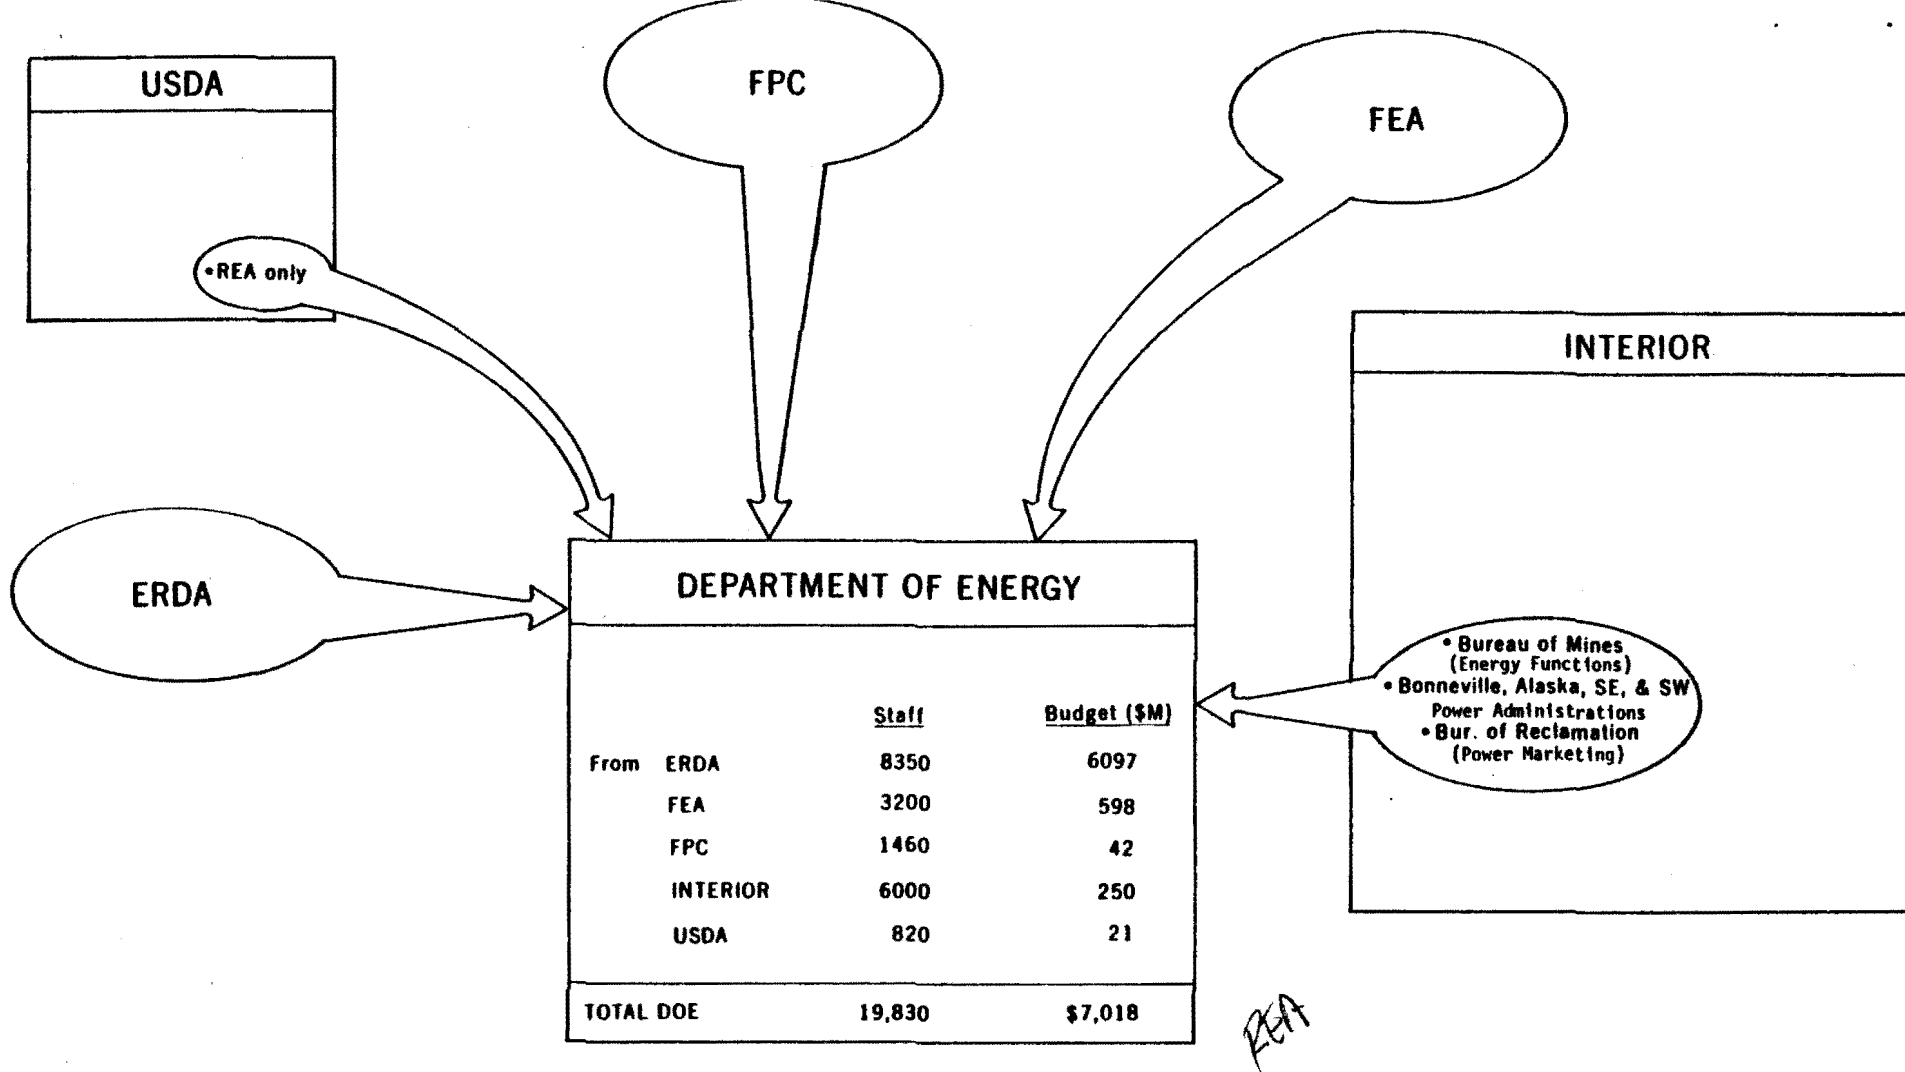 USDA
FPC
FEA
•REA only
INTERIOR
ERDA
DEPARTMENT OF ENERGY
• Bureau of Mines
(Energy Functions)
• Bonneville, Alaska, SE, & SW
Power Administrations
• Bur. of Reclamation
(Power Marketing)
Staff Budget ($M)
From ERDA 8350 6097
FEA 3200 598
FPC 1460 42
INTERIOR 6000 250
USDA 820 21
TOTAL DOE 19,830 $7,018
REA